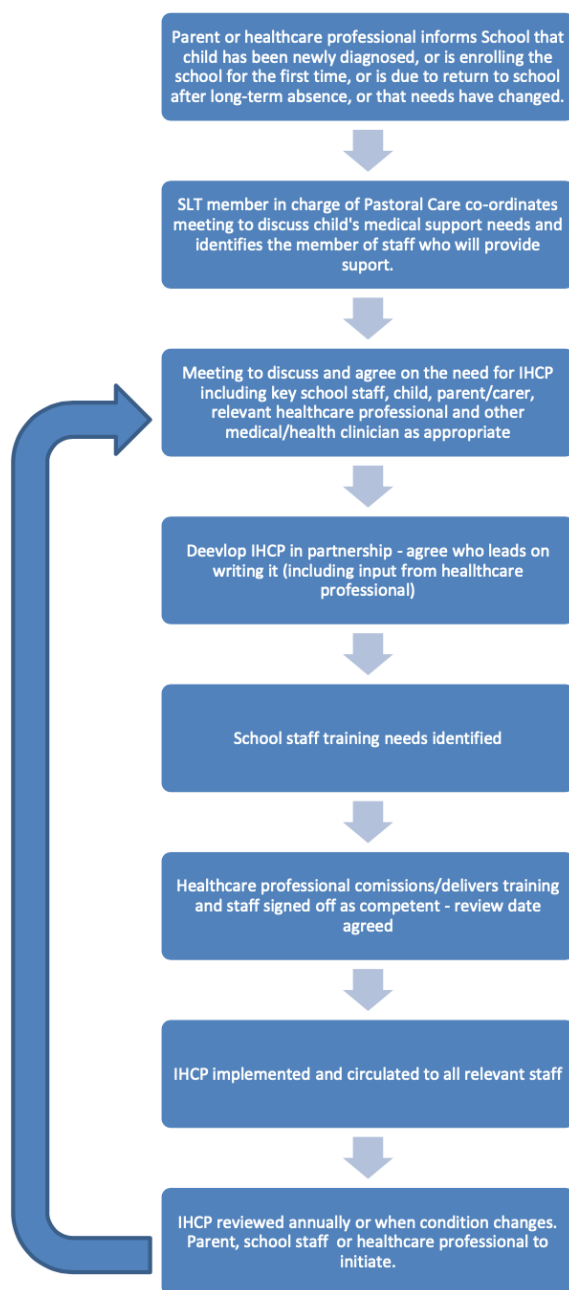 Parent or healthcare professional informs School that
child has been newly diagnosed, or is enrolling the
school for the first time, or is due to return to school
after long-term absence, or that needs have changed.
SLT member in charge of Pastoral Care co-ordinates
meeting to discuss child's medical support needs and
identifies the member of staff who will provide
suport.
Meeting to discuss and agree on the need for IHCP
including key school staff, child, parent/carer,
relevant healthcare professional and other
medical/health clinician as appropriate
Deevlop IHCP in partnership - agree who leads on
writing it (including input from heallthcare
professional)
School staff training needs identified
Healthcare professional comissions/delivers training
and staff signed off as competent - review date
agreed
IHCP implemented and circulated to all relevant staff
IHCP reviewed annually or when condition changes.
Parent, school staff or healthcare professional to
initiate.